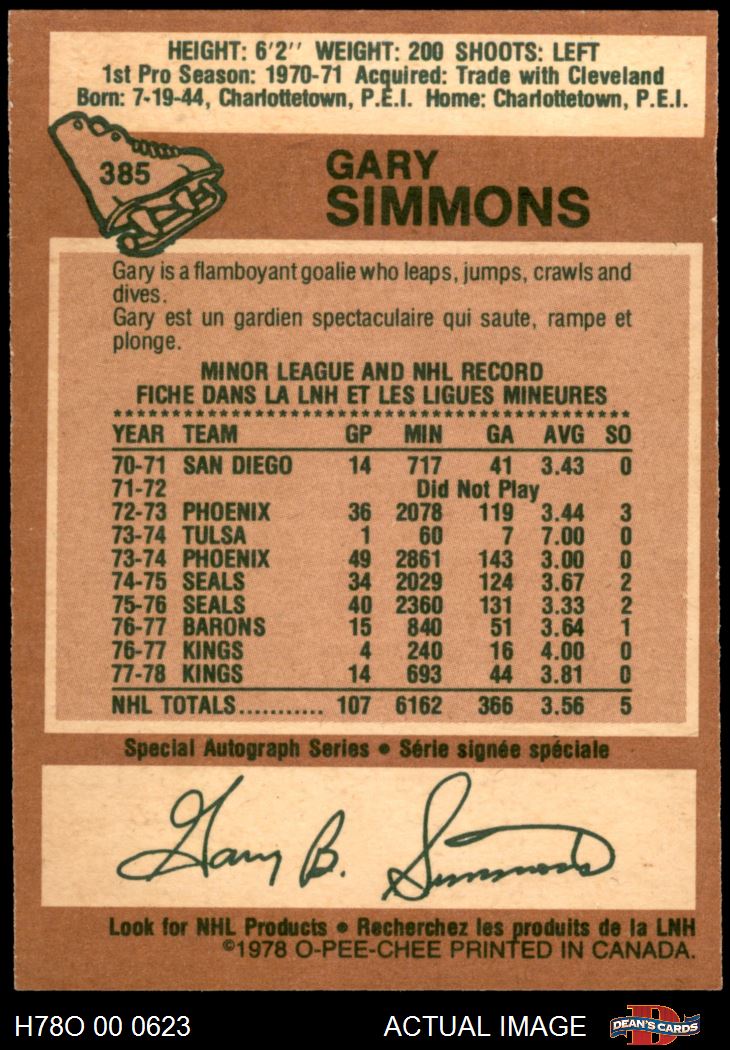 HEIGHT: 6'2'' WEIGHT: 200 SHOOTS: LEFT
1st Pro Season: 1970-71 Acquired: Trade with Cleveland
Born: 7-19-44, Charlottetown, P.E.I. Home: Charlottetown, P.E.I.
385
GARY
SIMMONS
Gary is a flamboyant goalie who leaps, jumps, crawls and
dives.
Gary est un gardien spectaculaire qui saute, rampe et
plonge.
MINOR LEAGUE AND NHL RECORD
FICHE DANS LA LNH ET LES LIGUES MINEURES
YEAR TEAM GP MIN GA AVG SO
70-71 SAN DIEGO 14 717 41 3.43 0
71-72 Did Not Play
72-73 PHOENIX 36 2078 119 3.44 3
73-74 TULSA 1 60 7 7.00 0
73-74 PHOENIX 49 2861 143 3.00 0
74-75 SEALS 34 2029 124 3.67 2
75-76 SEALS 40 2360 131 3.33 2
76-77 BARONS 15 840 51 3.64 1
76-77 KINGS 4 240 16 4.00 0
77-78 KINGS 14 693 44 3.81 0
NHL TOTALS........... 107 6162 366 3.56 5
Special Autograph Series • Série signée spéciale
Gary B. Simmons
Look for NHL Products • Recherchez les produits de la LNH
©1978 O-PEE-CHEE PRINTED IN CANADA.
H78O 00 0623 ACTUAL IMAGE DEAN'S CARDS